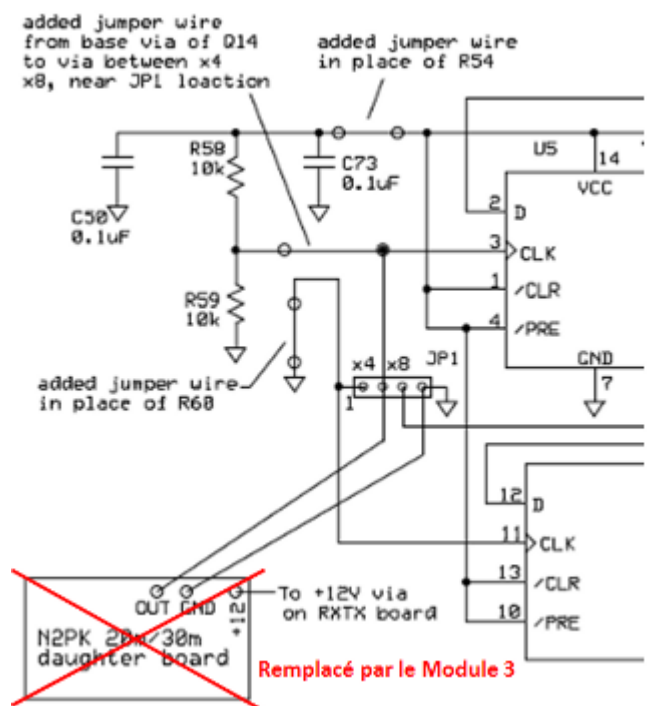 added jumper wire
from base via of Q14
to via between x4
x8, near JP1 loaction
added jumper wire
in place of R54
R58
10k
C73
0.1uF
C50
0.1uF
U5
14
VCC
2
D
3
CLK
1
/CLR
4
/PRE
GND
7
R59
10k
added jumper wire
in place of R60
x4 x8
JP1
1
12
D
11
CLK
13
/CLR
10
/PRE
OUT GND
+12
To +12V via
on RXTX board
N2PK 20m/30m
daughter board
Remplacé par le Module 3